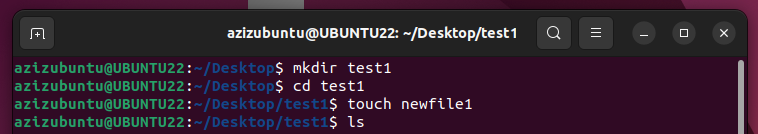 azizubuntu@UBUNTU22: ~/Desktop/test1
azizubuntu@UBUNTU22:~/Desktop$ mkdir test1
azizubuntu@UBUNTU22:~/Desktop$ cd test1
azizubuntu@UBUNTU22:~/Desktop/test1$ touch newfile1
azizubuntu@UBUNTU22:~/Desktop/test1$ ls